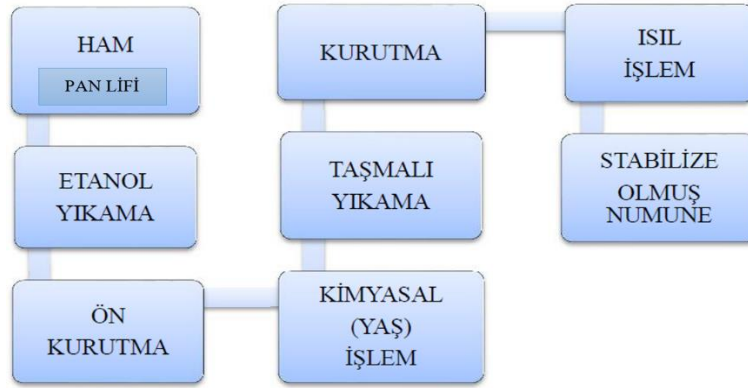 HAM
PAN LİFİ
ETANOL
YIKAMA
ÖN
KURUTMA
KİMYASAL
(YAŞ)
İŞLEM
TAŞMALI
YIKAMA
KURUTMA
ISIL
İŞLEM
STABİLİZE
OLMUŞ
NUMUNE